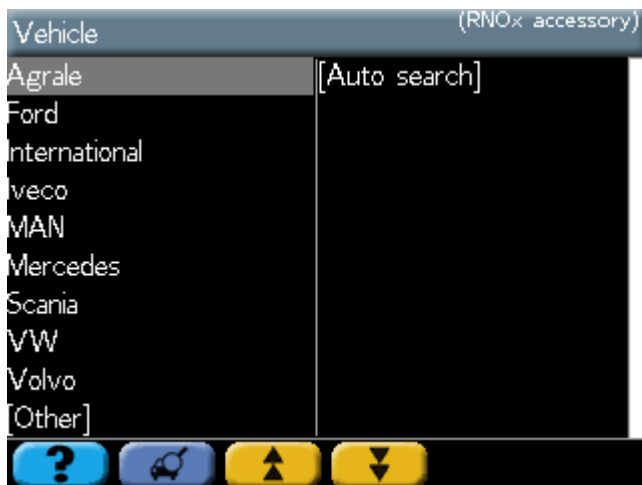 Vehicle (RNOx accessory)
Agrale [Auto search]
Ford
International
Iveco
MAN
Mercedes
Scania
VW
Volvo
[Other]
?